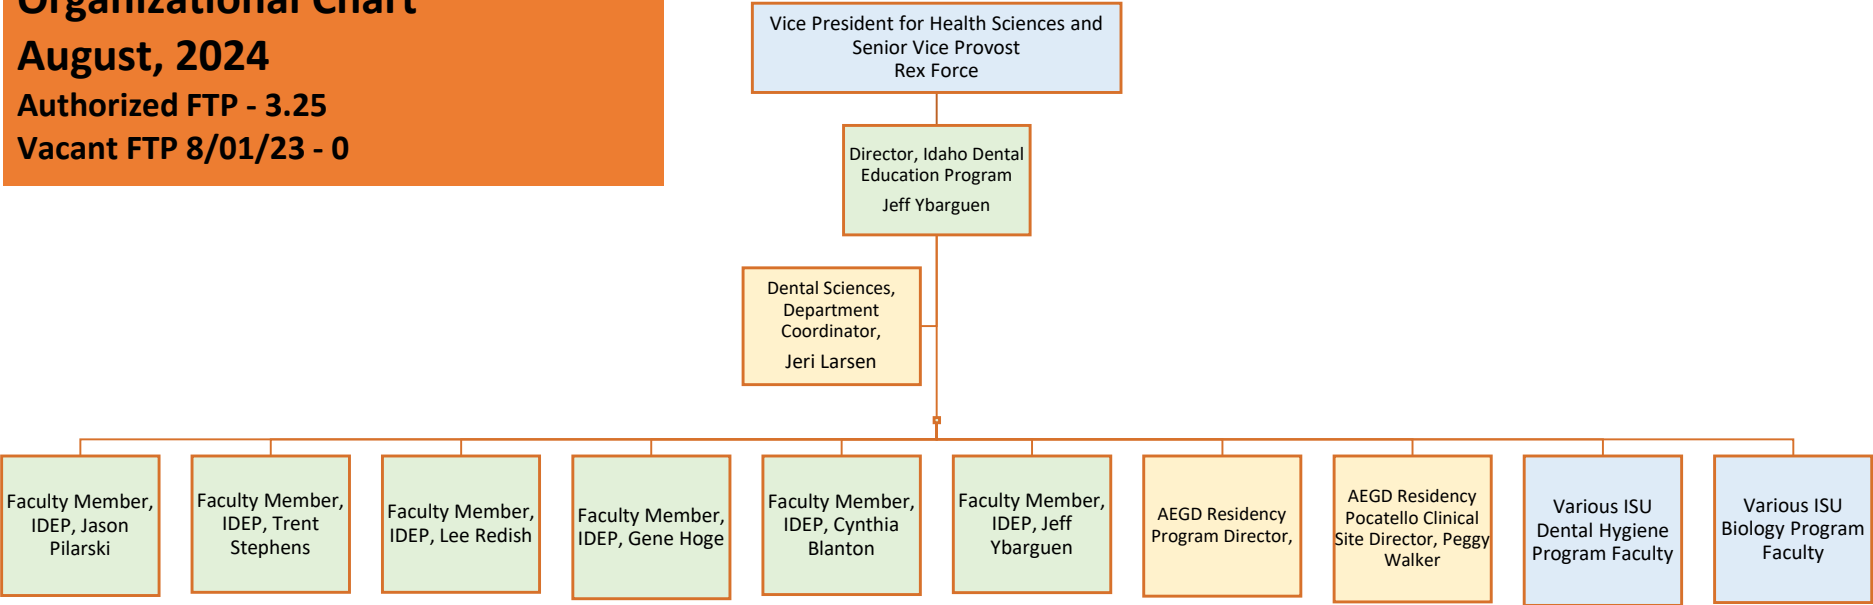 Organizational Chart
August, 2024
Authorized FTP - 3.25
Vacant FTP 8/01/23 - 0
Vice President for Health Sciences and
Senior Vice Provost
Rex Force
Director, Idaho Dental
Education Program
Jeff Ybarguen
Dental Sciences,
Department
Coordinator,
Jeri Larsen
Faculty Member,
IDEP, Jason
Pilarski
Faculty Member,
IDEP, Trent
Stephens
Faculty Member,
IDEP, Lee Redish
Faculty Member,
IDEP, Gene Hoge
Faculty Member,
IDEP, Cynthia
Blanton
Faculty Member,
IDEP, Jeff
Ybarguen
AEGD Residency
Program Director,
AEGD Residency
Pocatello Clinical
Site Director, Peggy
Walker
Various ISU
Dental Hygiene
Program Faculty
Various ISU
Biology Program
Faculty